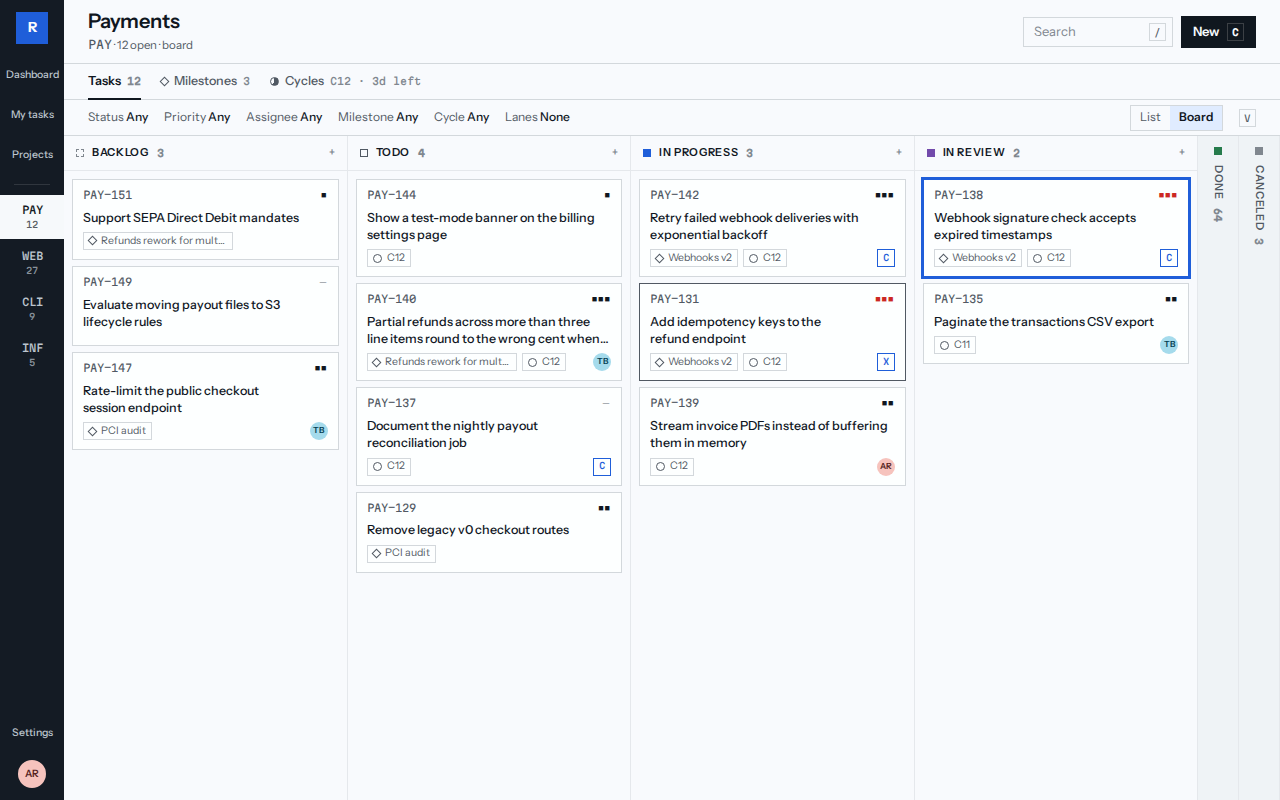 R
Dashboard
My tasks
Projects
PAY
12
WEB
27
CLI
9
INF
5
Settings
AR
Payments
PAY·12 open·board
Search /
New C
Tasks 12
Milestones 3
Cycles C12 · 3d left
Status Any
Priority Any
Assignee Any
Milestone Any
Cycle Any
Lanes None
List
Board
V
BACKLOG 3 +
PAY-151
Support SEPA Direct Debit mandates
Refunds rework for mult…
PAY-149 –
Evaluate moving payout files to S3
lifecycle rules
PAY-147
Rate-limit the public checkout
session endpoint
PCI audit
TB
TODO 4 +
PAY-144
Show a test-mode banner on the billing
settings page
C12
PAY-140
Partial refunds across more than three
line items round to the wrong cent when…
Refunds rework for mult…
C12
TB
PAY-137 –
Document the nightly payout
reconciliation job
C12
C
PAY-129
Remove legacy v0 checkout routes
PCI audit
IN PROGRESS 3 +
PAY-142
Retry failed webhook deliveries with
exponential backoff
Webhooks v2
C12
C
PAY-131
Add idempotency keys to the
refund endpoint
Webhooks v2
C12
X
PAY-139
Stream invoice PDFs instead of buffering
them in memory
C12
AR
IN REVIEW 2 +
PAY-138
Webhook signature check accepts
expired timestamps
Webhooks v2
C12
C
PAY-135
Paginate the transactions CSV export
C11
TB
DONE 64
CANCELED 3